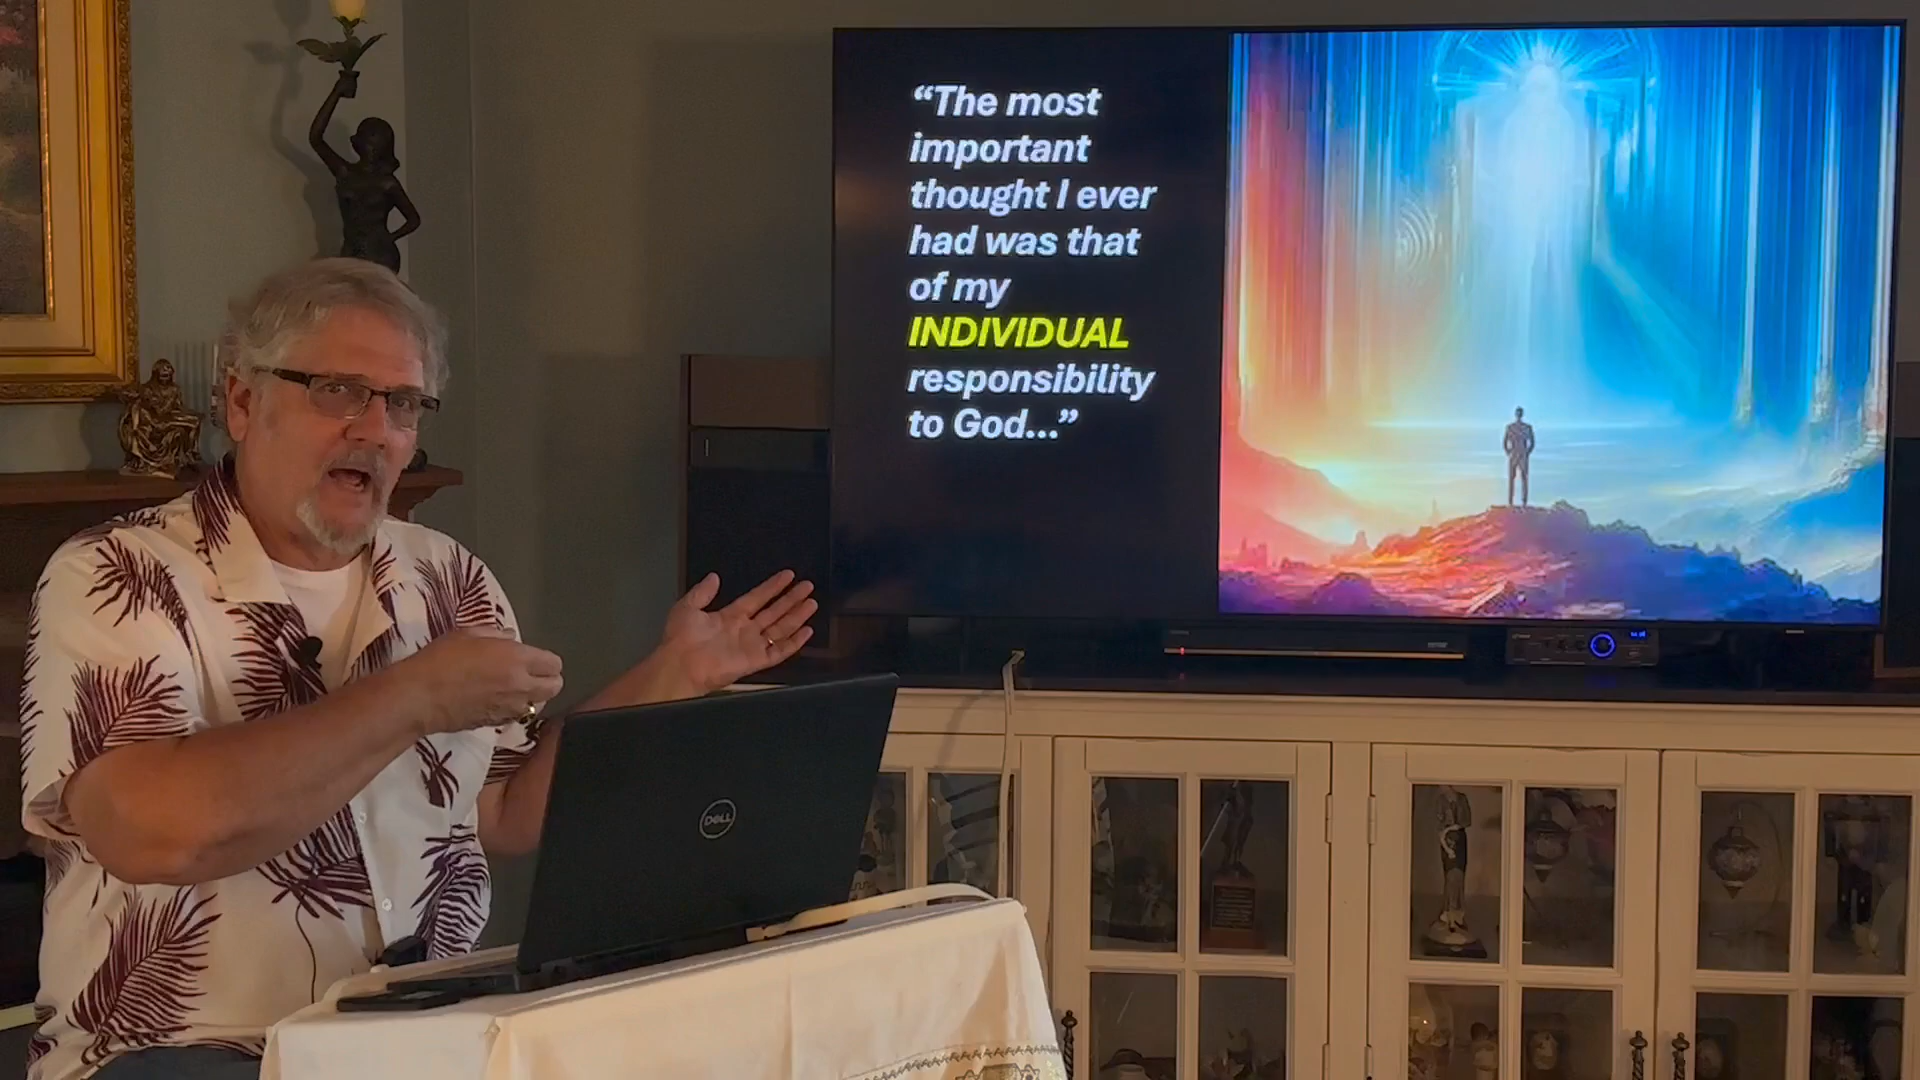 “The most
important
thought I ever
had was that
of my
INDIVIDUAL
responsibility
to God...”
DELL